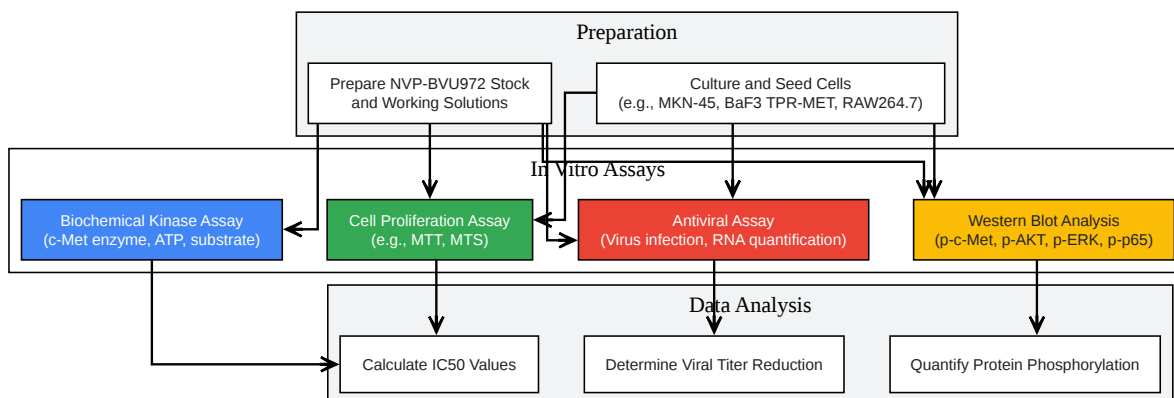 Preparation
Prepare NVP-BVU972 Stock
and Working Solutions
Culture and Seed Cells
(e.g., MKN-45, BaF3 TPR-MET, RAW264.7)
In Vitro Assays
Biochemical Kinase Assay
(c-Met enzyme, ATP, substrate)
Cell Proliferation Assay
(e.g., MTT, MTS)
Antiviral Assay
(Virus infection, RNA quantification)
Western Blot Analysis
(p-c-Met, p-AKT, p-ERK, p-p65)
Data Analysis
Calculate IC50 Values
Determine Viral Titer Reduction
Quantify Protein Phosphorylation